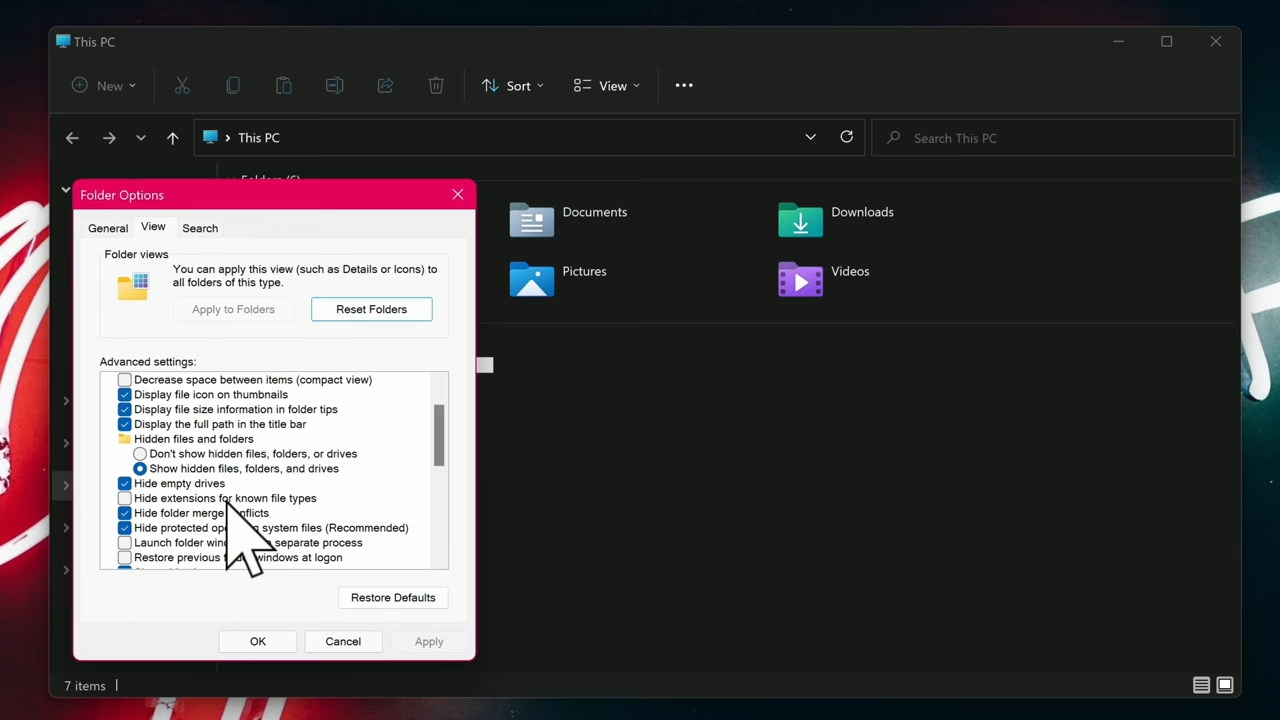 This PC
New
Sort
View
This PC
Search This PC
Folder Options
General
View
Search
Folder views
You can apply this view (such as Details or Icons) to
all folders of this type.
Apply to Folders
Reset Folders
Advanced settings:
Decrease space between items (compact view)
Display file icon on thumbnails
Display file size information in folder tips
Display the full path in the title bar
Hidden files and folders
Don't show hidden files, folders, or drives
Show hidden files, folders, and drives
Hide empty drives
Hide extensions for known file types
Hide folder merge
Hide protected system files (Recommended)
Launch folder separate process
Restore previous windows at logon
Restore Defaults
OK
Cancel
Apply
Documents
Downloads
Pictures
Videos
7 items